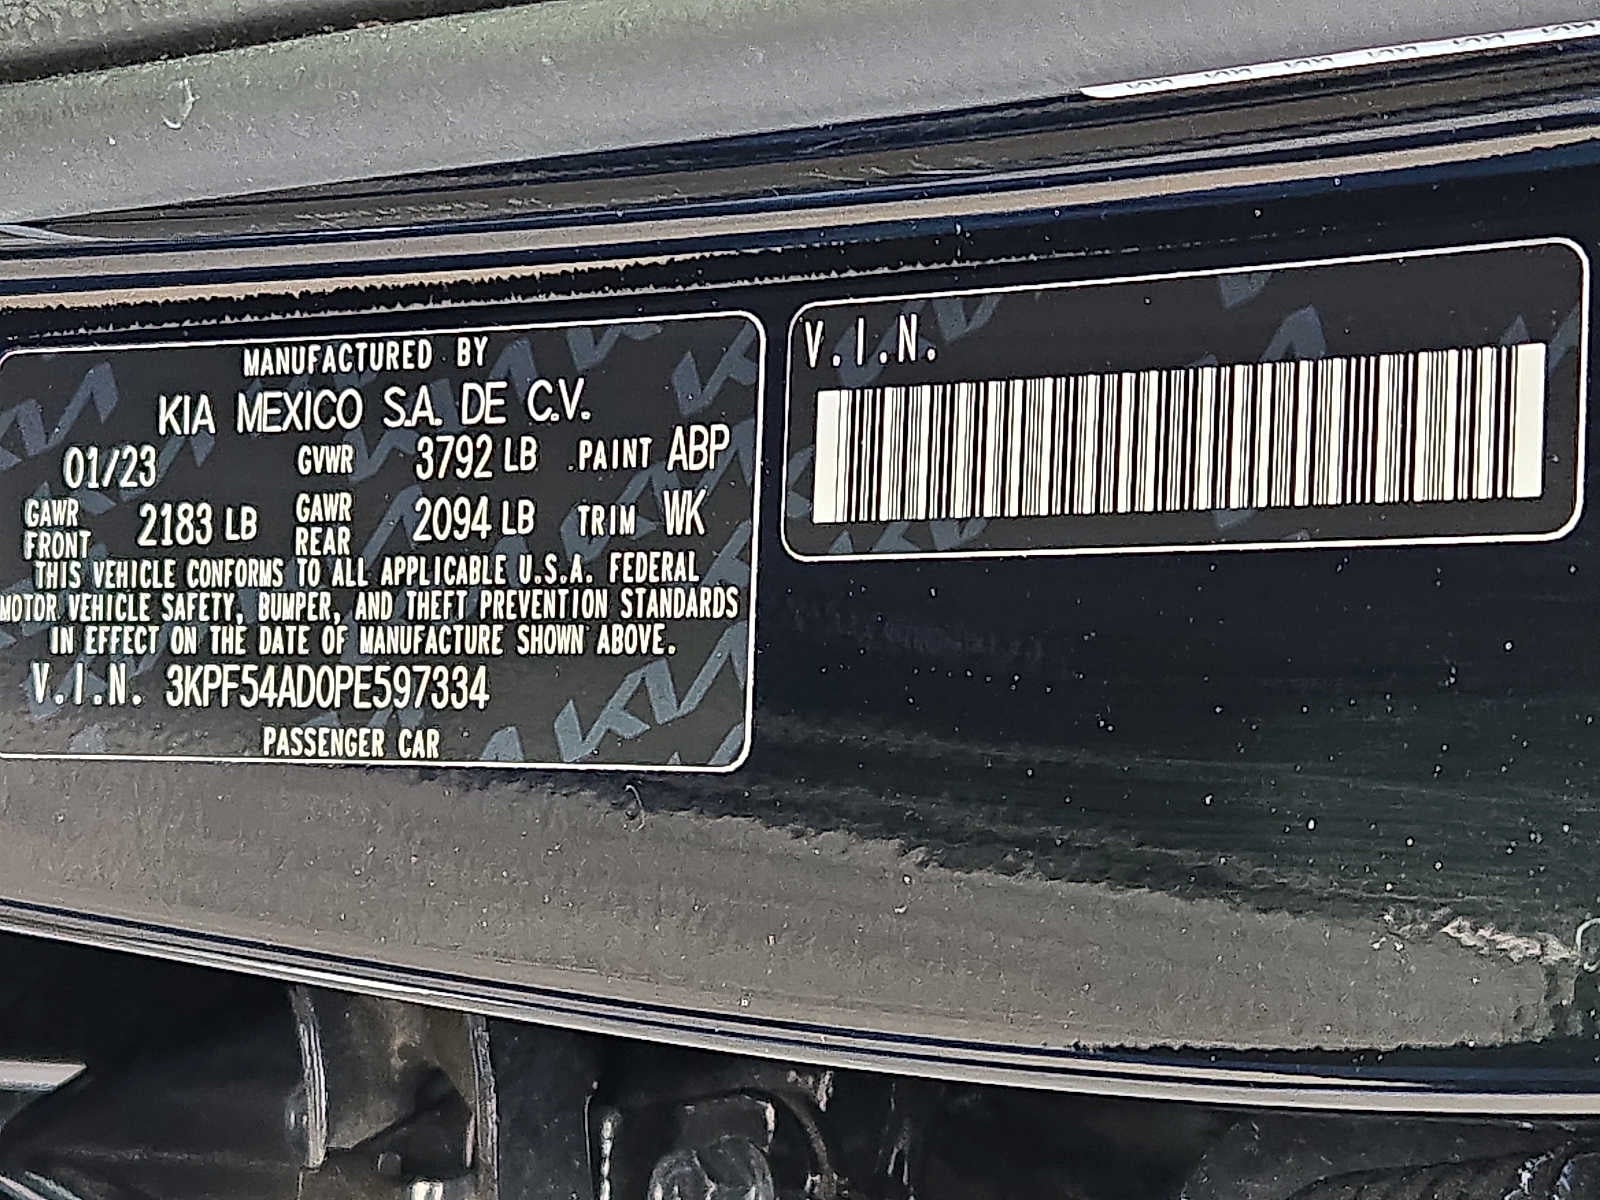 MANUFACTURED BY
KIA MEXICO S.A. DE C.V.
01/23 GVWR 3792 LB PAINT ABP
GAWR FRONT 2183 LB GAWR REAR 2094 LB TRIM WK
THIS VEHICLE CONFORMS TO ALL APPLICABLE U.S.A. FEDERAL
MOTOR VEHICLE SAFETY, BUMPER, AND THEFT PREVENTION STANDARDS
IN EFFECT ON THE DATE OF MANUFACTURE SHOWN ABOVE.
V.I.N. 3KPF54AD0PE597334
PASSENGER CAR
V.I.N.